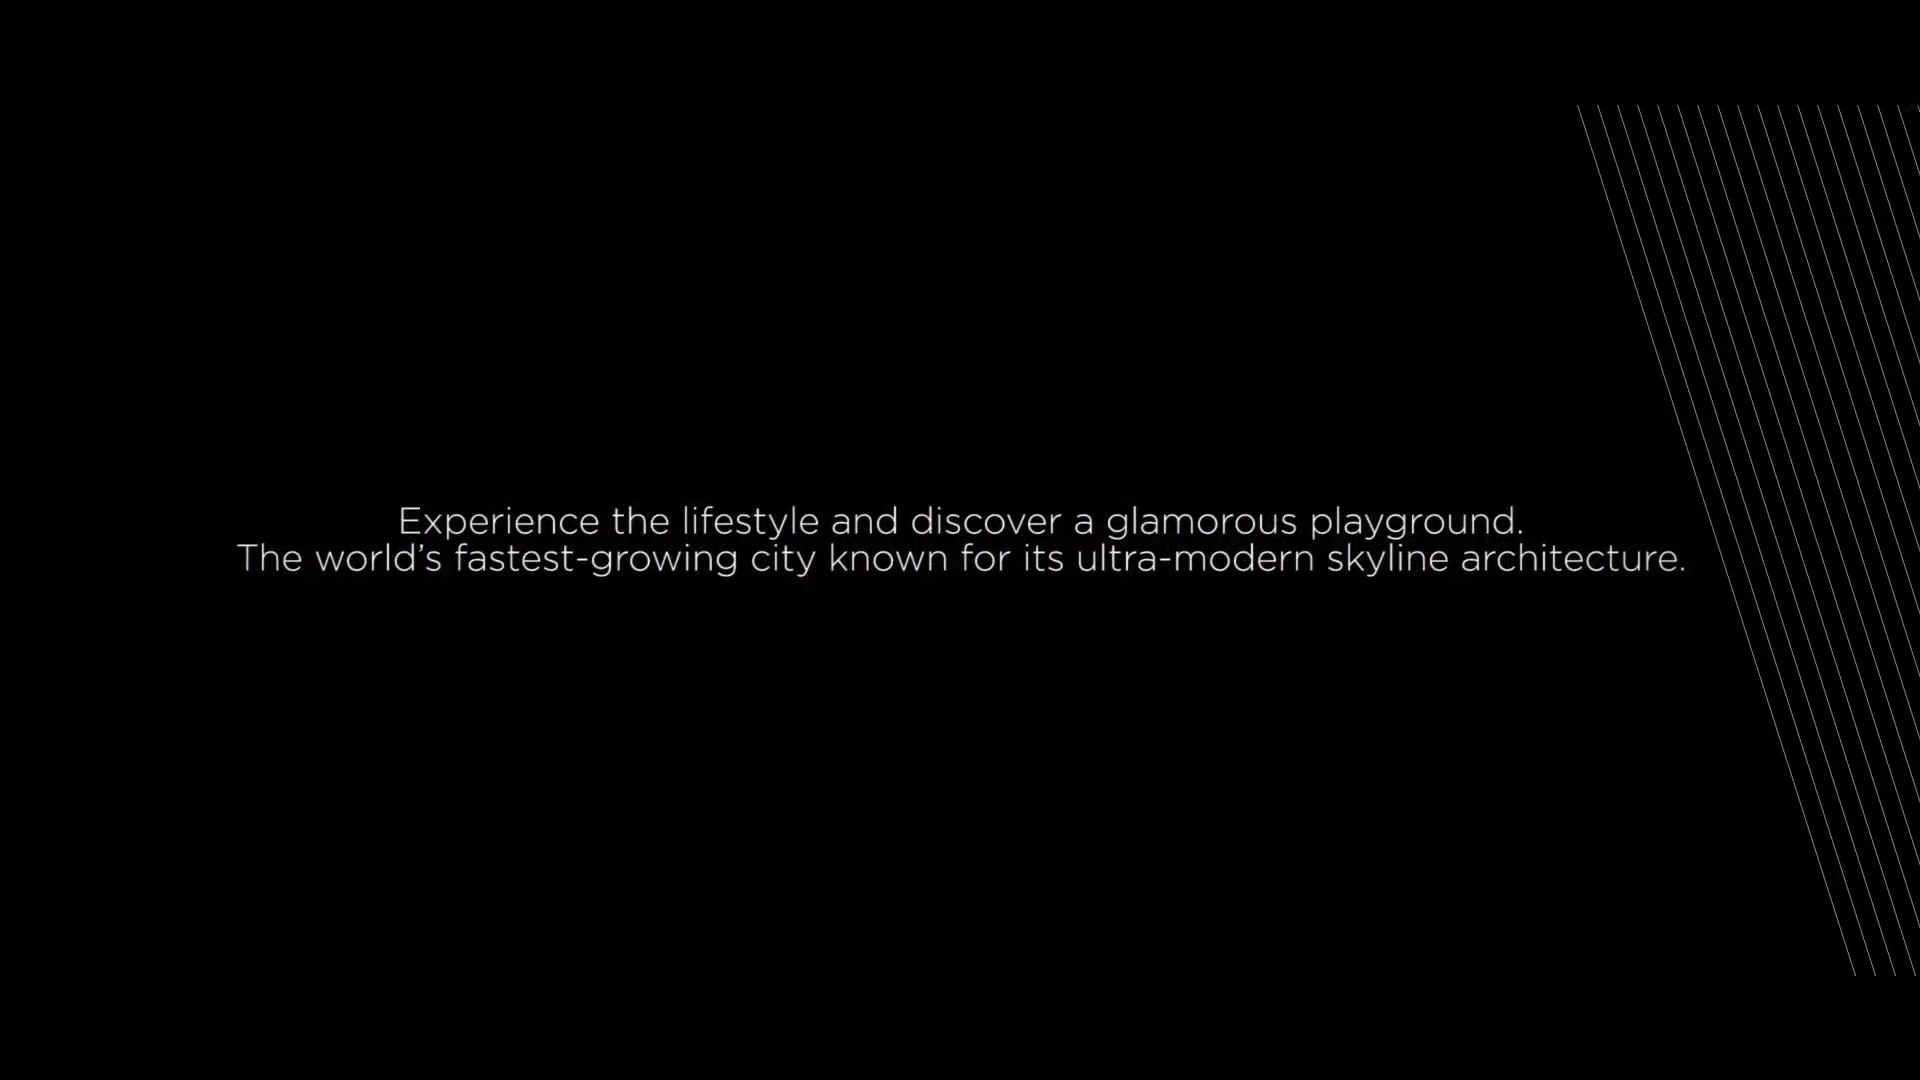 Experience the lifestyle and discover a glamorous playground.
The world’s fastest-growing city known for its ultra-modern skyline architecture.